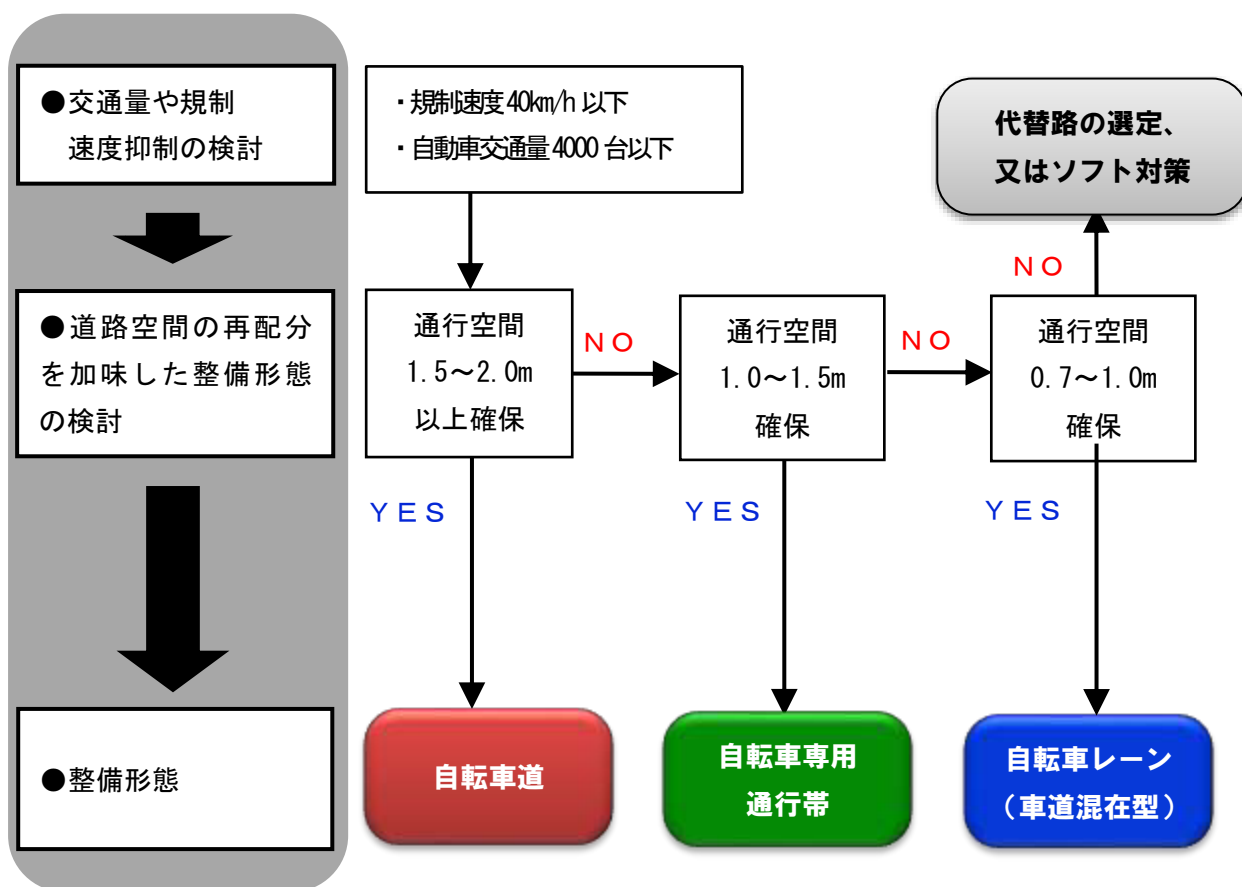 ●交通量や規制
速度抑制の検討
・規制速度40km/h 以下
・自動車交通量4000 台以下
代替路の選定、
又はソフト対策
NO
●道路空間の再配分
を加味した整備形態
の検討
通行空間
1.5~2.0m
以上確保
NO
通行空間
1.0~1.5m
確保
NO
通行空間
0.7~1.0m
確保
YES
YES
YES
●整備形態
自転車道
自転車専用
通行帯
自転車レーン
(車道混在型)